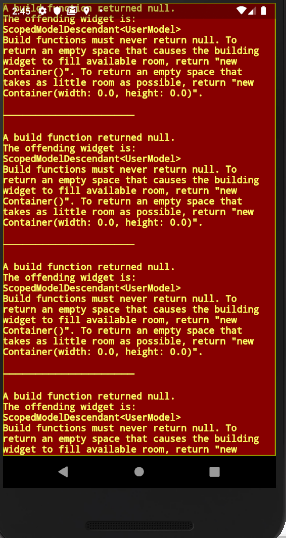 2:45
A build function returned null.
The offending widget is:
ScopedModelDescendant<UserModel>
Build functions must never return null. To
return an empty space that causes the building
widget to fill available room, return "new
Container()". To return an empty space that
takes as little room as possible, return "new
Container(width: 0.0, height: 0.0)".
A build function returned null.
The offending widget is:
ScopedModelDescendant<UserModel>
Build functions must never return null. To
return an empty space that causes the building
widget to fill available room, return "new
Container()". To return an empty space that
takes as little room as possible, return "new
Container(width: 0.0, height: 0.0)".
A build function returned null.
The offending widget is:
ScopedModelDescendant<UserModel>
Build functions must never return null. To
return an empty space that causes the building
widget to fill available room, return "new
Container()". To return an empty space that
takes as little room as possible, return "new
Container(width: 0.0, height: 0.0)".
A build function returned null.
The offending widget is:
ScopedModelDescendant<UserModel>
Build functions must never return null. To
return an empty space that causes the building
widget to fill available room, return "new